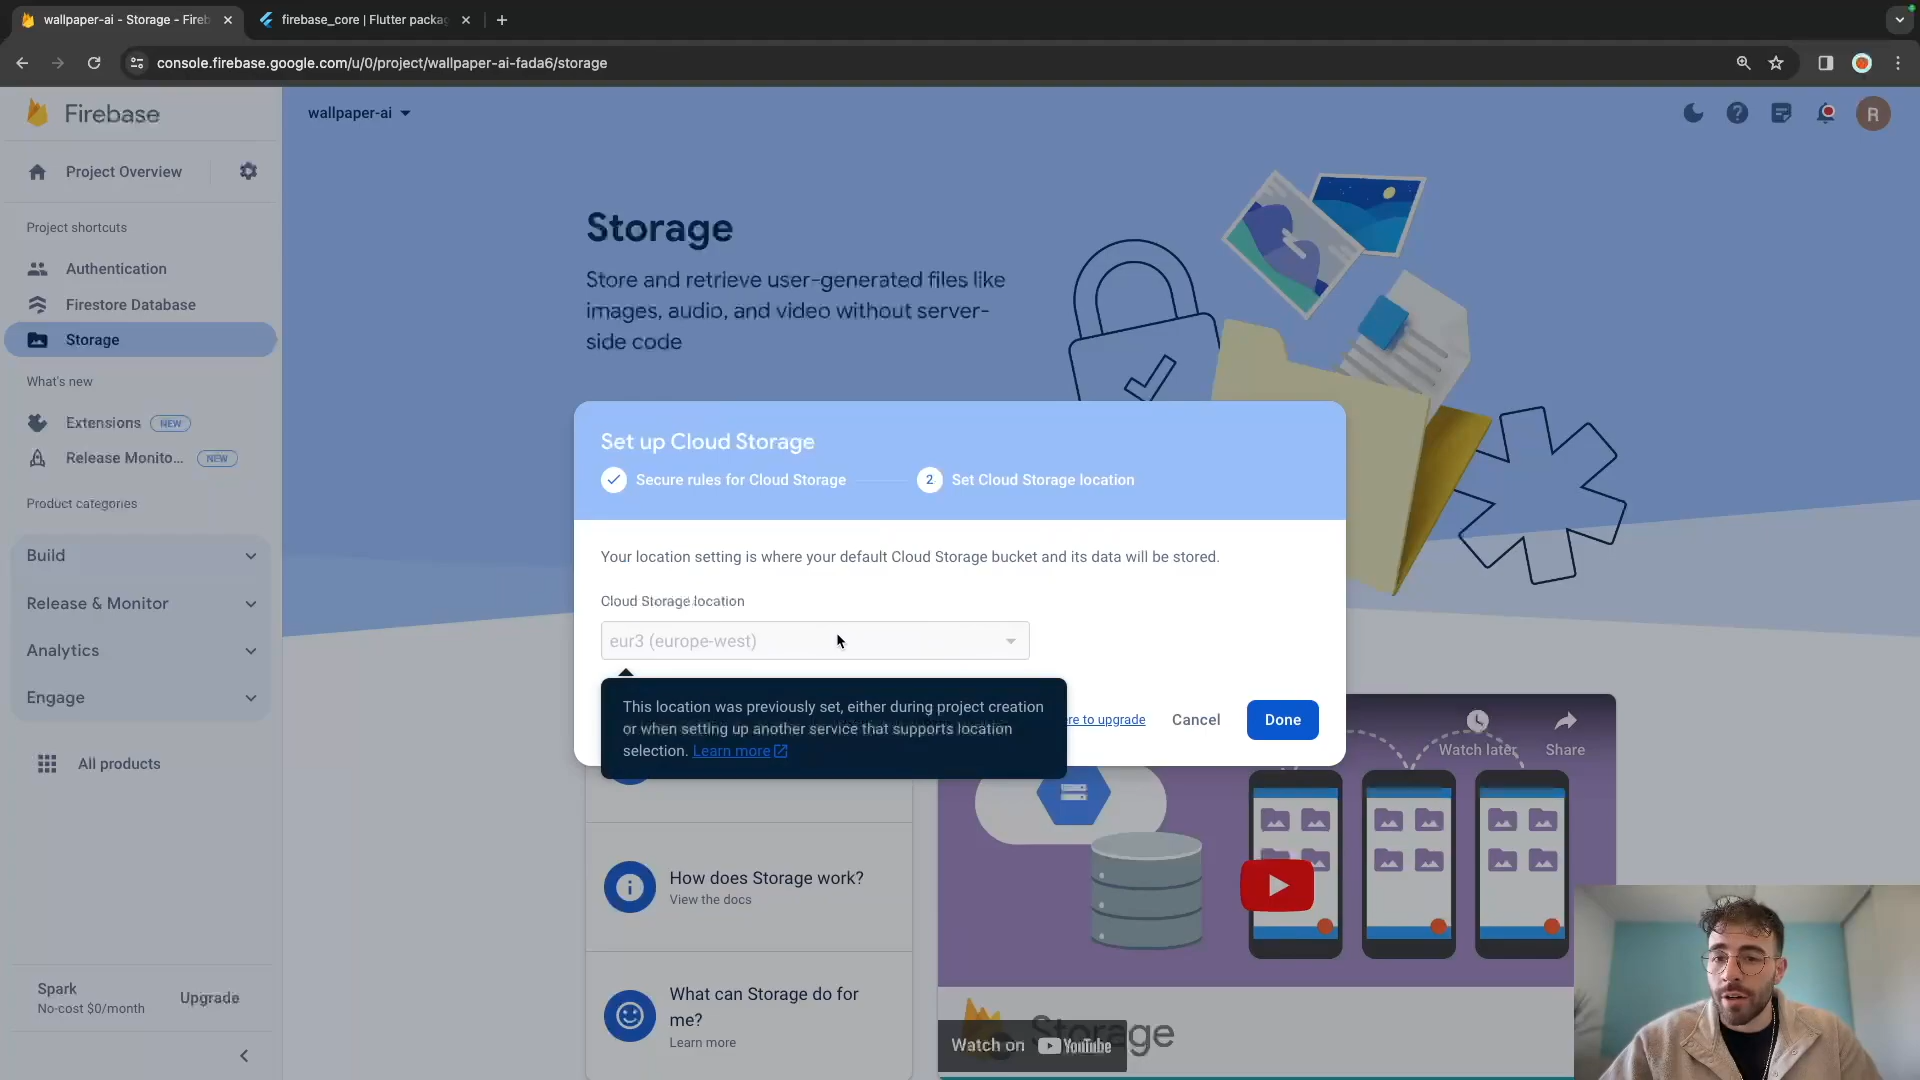 wallpaper-ai - Storage - Fireb
firebase_core | Flutter packag
console.firebase.google.com/u/0/project/wallpaper-ai-fada6/storage
Firebase
wallpaper-ai
R
Project Overview
Project shortcuts
Authentication
Firestore Database
Storage
What's new
Extensions NEW
Release Monito... NEW
Product categories
Build
Release & Monitor
Analytics
Engage
All products
Spark
No-cost $0/month
Upgrade
Storage
Store and retrieve user-generated files like
images, audio, and video without server-
side code
Set up Cloud Storage
Secure rules for Cloud Storage
2 Set Cloud Storage location
Your location setting is where your default Cloud Storage bucket and its data will be stored.
Cloud Storage location
eur3 (europe-west)
This location was previously set, either during project creation
or when setting up another service that supports location
selection. Learn more
to upgrade
Cancel
Done
Watch later
Share
How does Storage work?
View the docs
What can Storage do for
me?
Learn more
Storage
Watch on YouTube